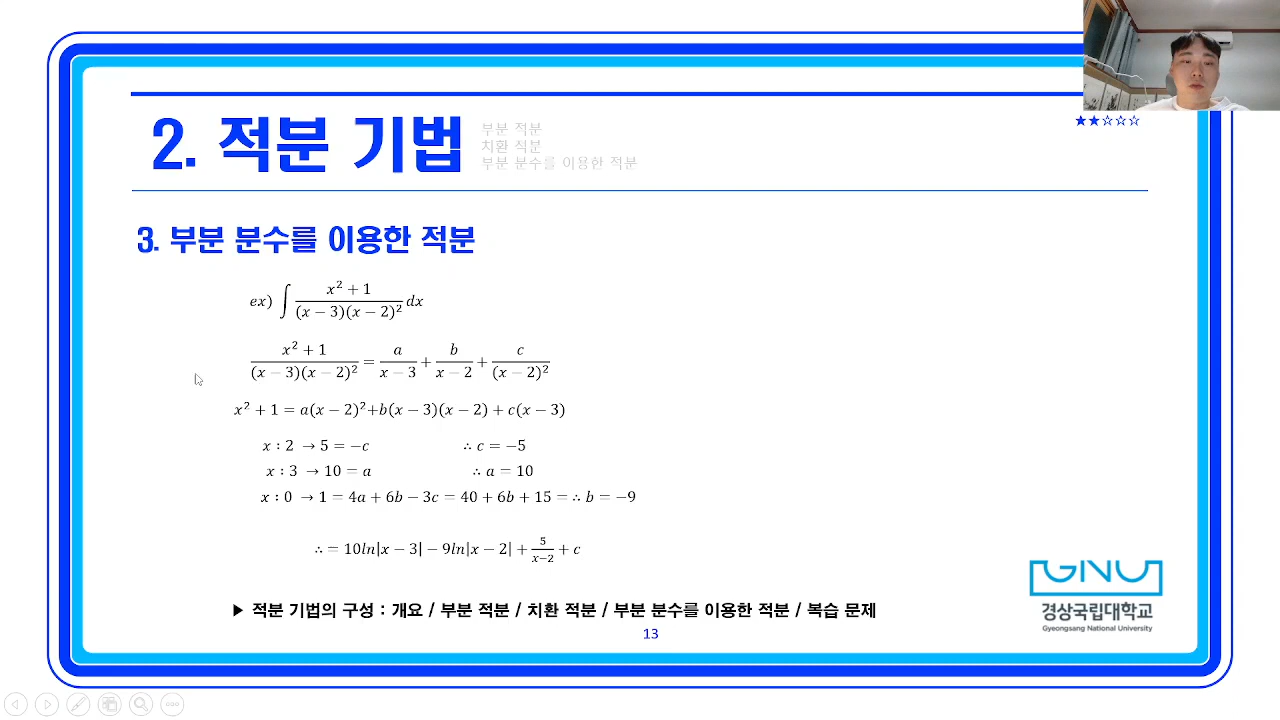 2. 적분 기법
부분 적분
치환 적분
부분 분수를 이용한 적분
★★☆☆☆
3. 부분 분수를 이용한 적분
ex) ∫ (x² + 1)/((x − 3)(x − 2)²) dx
(x² + 1)/((x − 3)(x − 2)²) = a/(x − 3) + b/(x − 2) + c/(x − 2)²
x² + 1 = a(x − 2)²+b(x − 3)(x − 2) + c(x − 3)
x : 2 → 5 = −c ∴ c = −5
x : 3 → 10 = a ∴ a = 10
x : 0 → 1 = 4a + 6b − 3c = 40 + 6b + 15 = ∴ b = −9
∴ = 10ln|x − 3| − 9ln|x − 2| + 5/(x−2) + c
▶ 적분 기법의 구성 : 개요 / 부분 적분 / 치환 적분 / 부분 분수를 이용한 적분 / 복습 문제
13
GNU
경상국립대학교
Gyeongsang National University